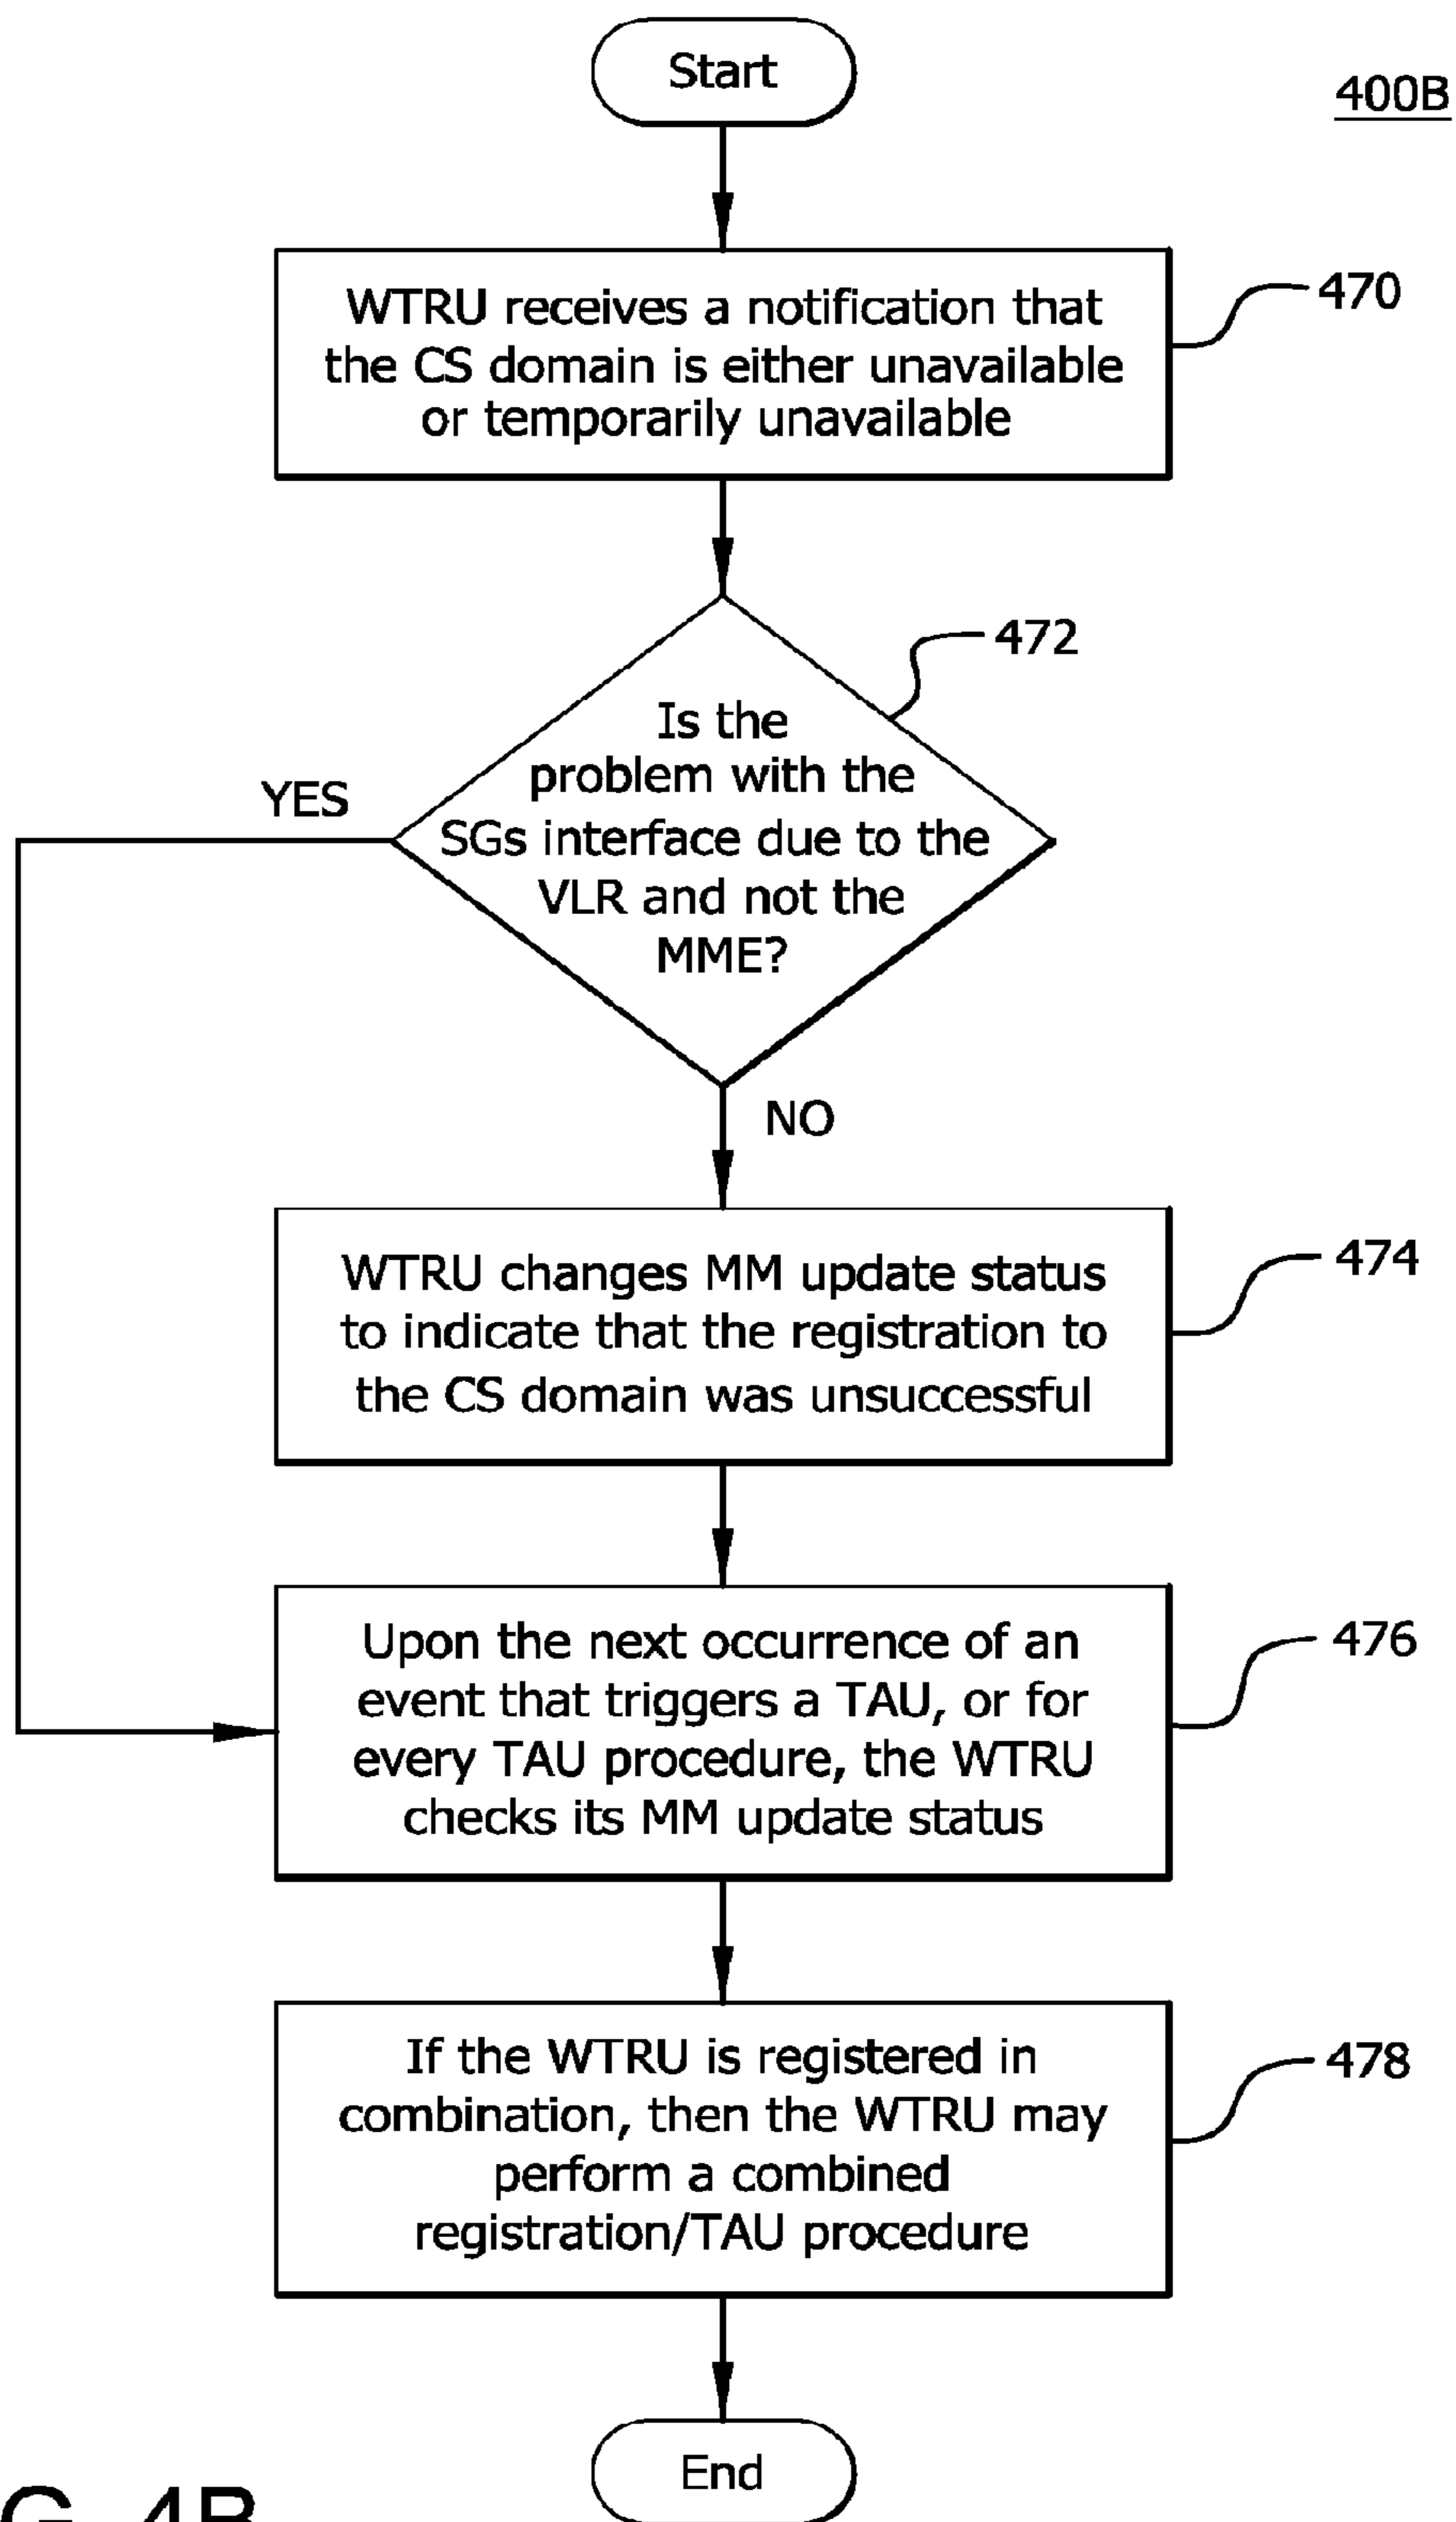 Start
400B
WTRU receives a notification that
the CS domain is either unavailable
or temporarily unavailable
470
472
Is the
problem with the
SGs interface due to the
VLR and not the
MME?
YES
NO
WTRU changes MM update status
to indicate that the registration to
the CS domain was unsuccessful
474
Upon the next occurrence of an
event that triggers a TAU, or for
every TAU procedure, the WTRU
checks its MM update status
476
If the WTRU is registered in
combination, then the WTRU may
perform a combined
registration/TAU procedure
478
End
G. 4B